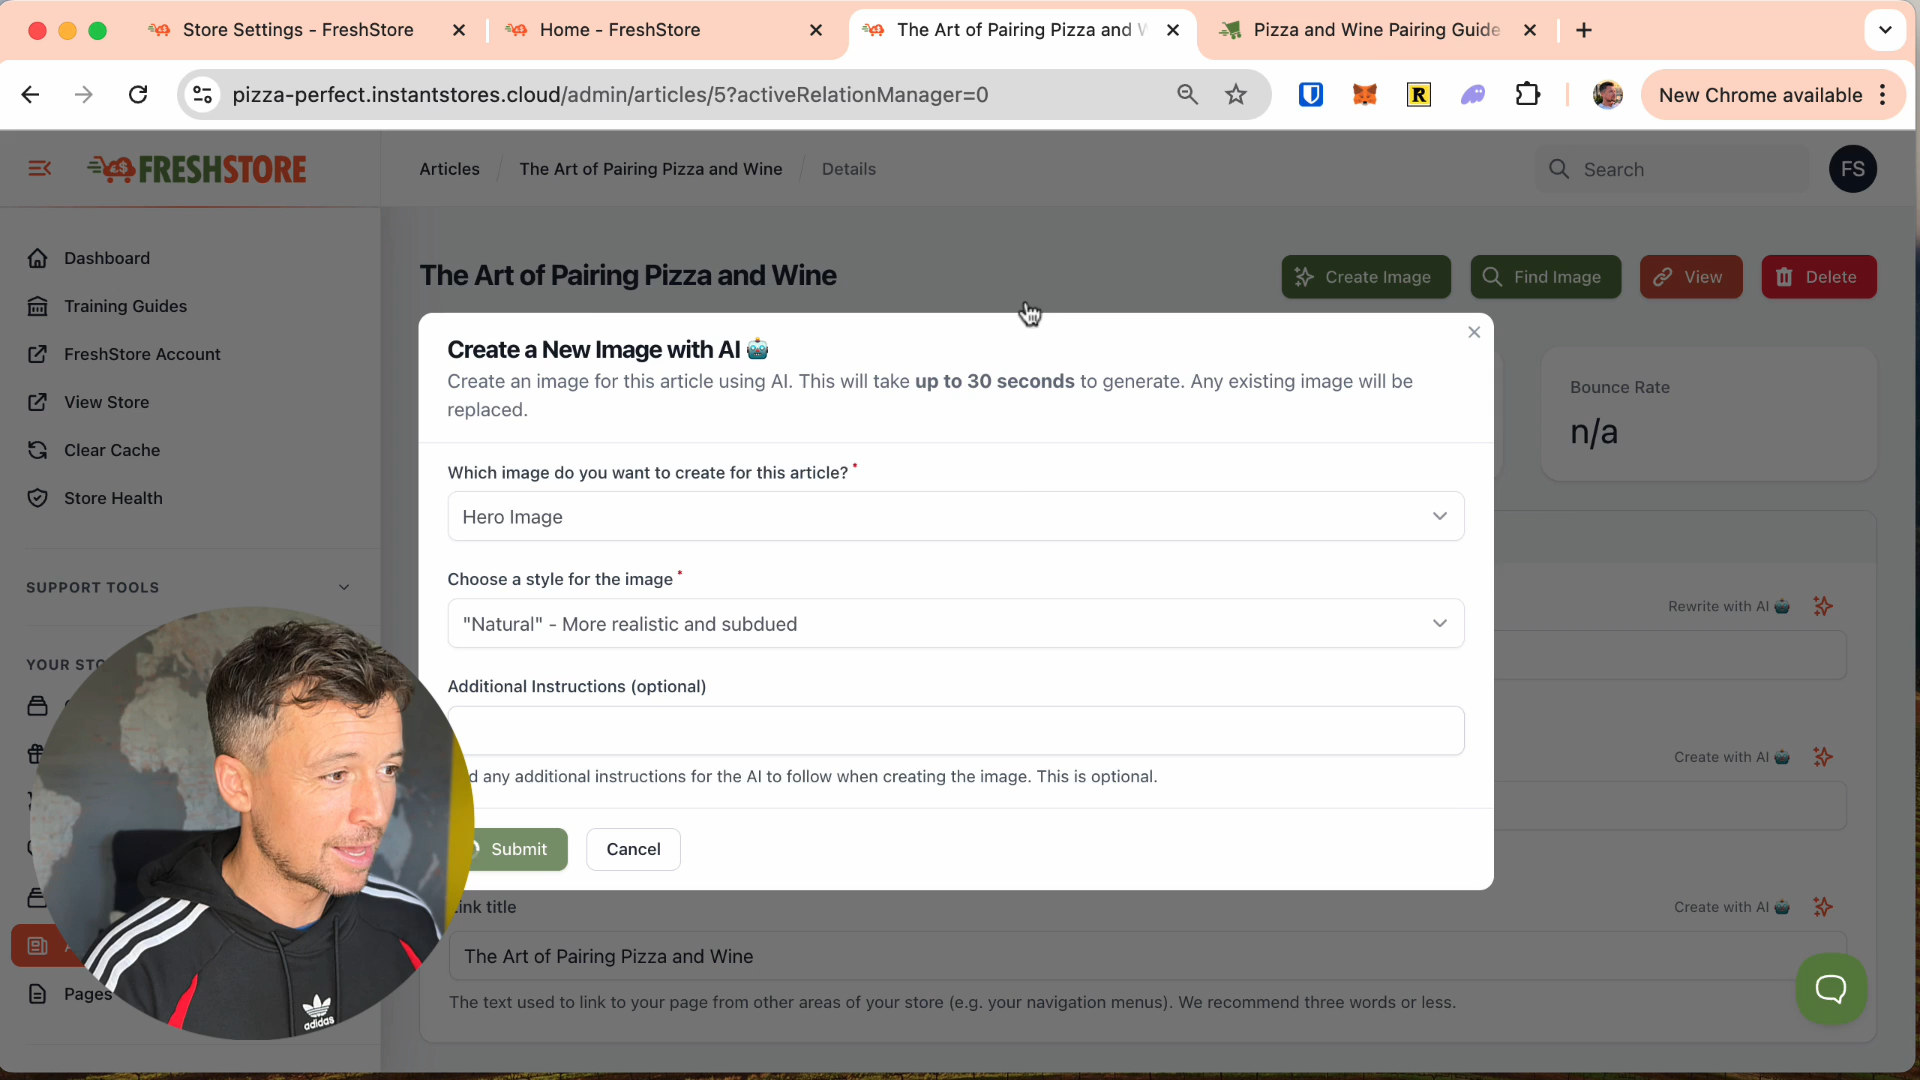 Store Settings - FreshStore
Home - FreshStore
The Art of Pairing Pizza and W
Pizza and Wine Pairing Guide
pizza-perfect.instantstores.cloud/admin/articles/5?activeRelationManager=0
R
New Chrome available
FRESHSTORE
Articles
The Art of Pairing Pizza and Wine
Details
Search
FS
Dashboard
Training Guides
FreshStore Account
View Store
Clear Cache
Store Health
SUPPORT TOOLS
YOUR STO
Pages
The Art of Pairing Pizza and Wine
Create Image
Find Image
View
Delete
Bounce Rate
n/a
Create a New Image with AI 🤖
Create an image for this article using AI. This will take up to 30 seconds to generate. Any existing image will be
replaced.
Which image do you want to create for this article?*
Hero Image
Choose a style for the image*
"Natural" - More realistic and subdued
Additional Instructions (optional)
d any additional instructions for the AI to follow when creating the image. This is optional.
Submit
Cancel
Rewrite with AI 🤖
Create with AI 🤖
ink title
Create with AI 🤖
The Art of Pairing Pizza and Wine
The text used to link to your page from other areas of your store (e.g. your navigation menus). We recommend three words or less.
adidas